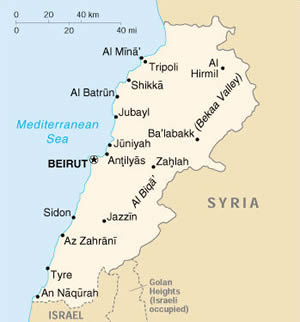 0 20 40 km
0 20 40 mi
Al Mīnā'
Tripoli
Al
Hirmil
Shikkā
Al Batrūn
(Bekaa Valley)
Jubayl
Mediterranean
Sea
Ba'labakk
Jūniyah
BEIRUT
Anṭilyās
Zaḩlah
Al Biqā'
SYRIA
Sidon
Jazzīn
Az Zahrānī
Tyre
Golan
Heights
(Israeli
occupied)
An Nāqūrah
ISRAEL